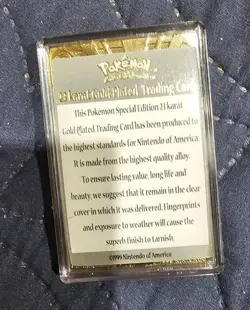 Pokémon
23 karat Gold Plated Trading Car
This Pokémon Special Edition 23 karat
Gold Plated Trading Card has been produced to
the highest standards for Nintendo of America.
It is made from the highest quality alloy.
To ensure lasting value, long life and
beauty, we suggest that it remain in the clear
cover in which it was delivered. Fingerprints
and exposure to weather will cause the
superb finish to tarnish.
©1999 Nintendo of America